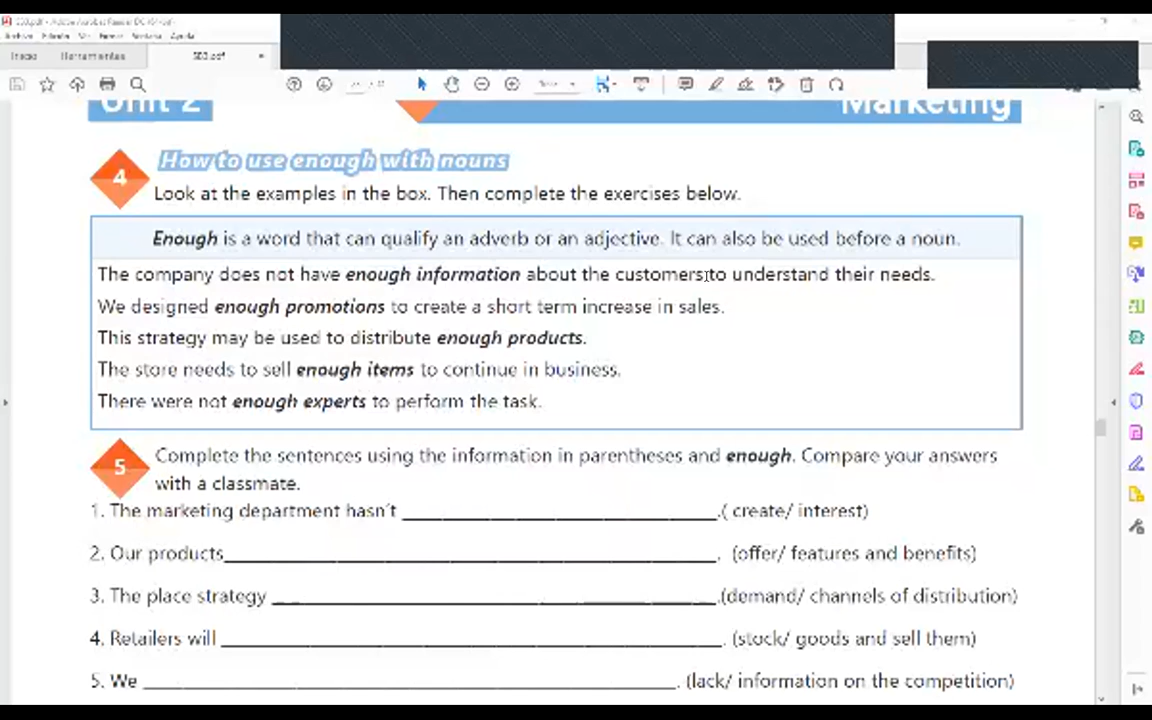 Inicio Herramientas
Unit 2 Marketing
4 How to use enough with nouns
Look at the examples in the box. Then complete the exercises below.
Enough is a word that can qualify an adverb or an adjective. It can also be used before a noun.
The company does not have enough information about the customers to understand their needs.
We designed enough promotions to create a short term increase in sales.
This strategy may be used to distribute enough products.
The store needs to sell enough items to continue in business.
There were not enough experts to perform the task.
5 Complete the sentences using the information in parentheses and enough. Compare your answers
with a classmate.
1. The marketing department hasn't ______________________________.( create/ interest)
2. Our products______________________________. (offer/ features and benefits)
3. The place strategy ______________________________.(demand/ channels of distribution)
4. Retailers will ______________________________. (stock/ goods and sell them)
5. We ______________________________. (lack/ information on the competition)